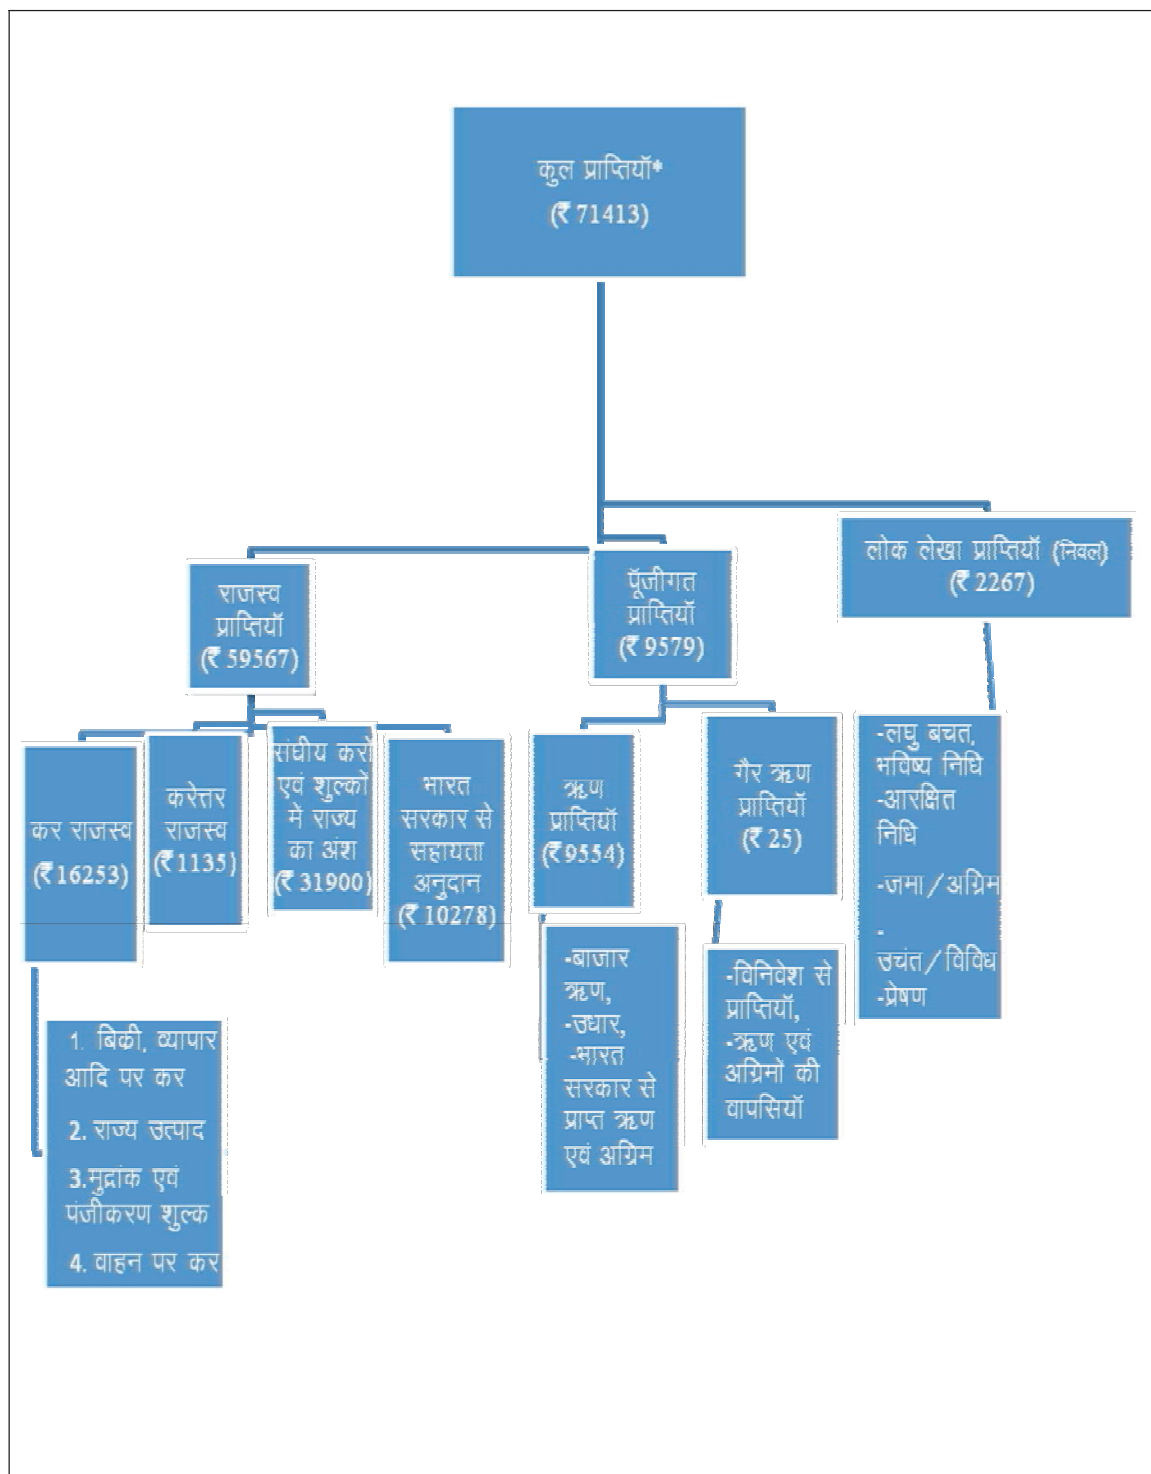 कुल प्राप्तियॉ*
(₹ 71413)
राजस्व
प्राप्तियॉ
(₹ 59567)
पूॅजीगत
प्राप्तियॉ
(₹ 9579)
लोक लेखा प्राप्तियॉ (निवल)
(₹ 2267)
कर राजस्व
(₹ 16253)
करेत्तर
राजस्व
(₹ 1135)
संघीय करों
एवं शुल्कों
में राज्य
का अंश
(₹ 31900)
भारत
सरकार से
सहायता
अनुदान
(₹ 10278)
ऋण
प्राप्तियॉ
(₹ 9554)
गैर ऋण
प्राप्तियॉ
(₹ 25)
-लघु बचत,
भविष्य निधि
-आरक्षित
निधि
-जमा/अग्रिम
-
उचंत/विविध
-प्रेषण
1. बिक्री, व्यापार
आदि पर कर
2. राज्य उत्पाद
3.मुद्रांक एवं
पंजीकरण शुल्क
4. वाहन पर कर
-बाजार
ऋण,
-उधार,
-भारत
सरकार से
प्राप्त ऋण
एवं अग्रिम
-विनिवेश से
प्राप्तियॉ,
-ऋण एवं
अग्रिमों की
वापसियॉ